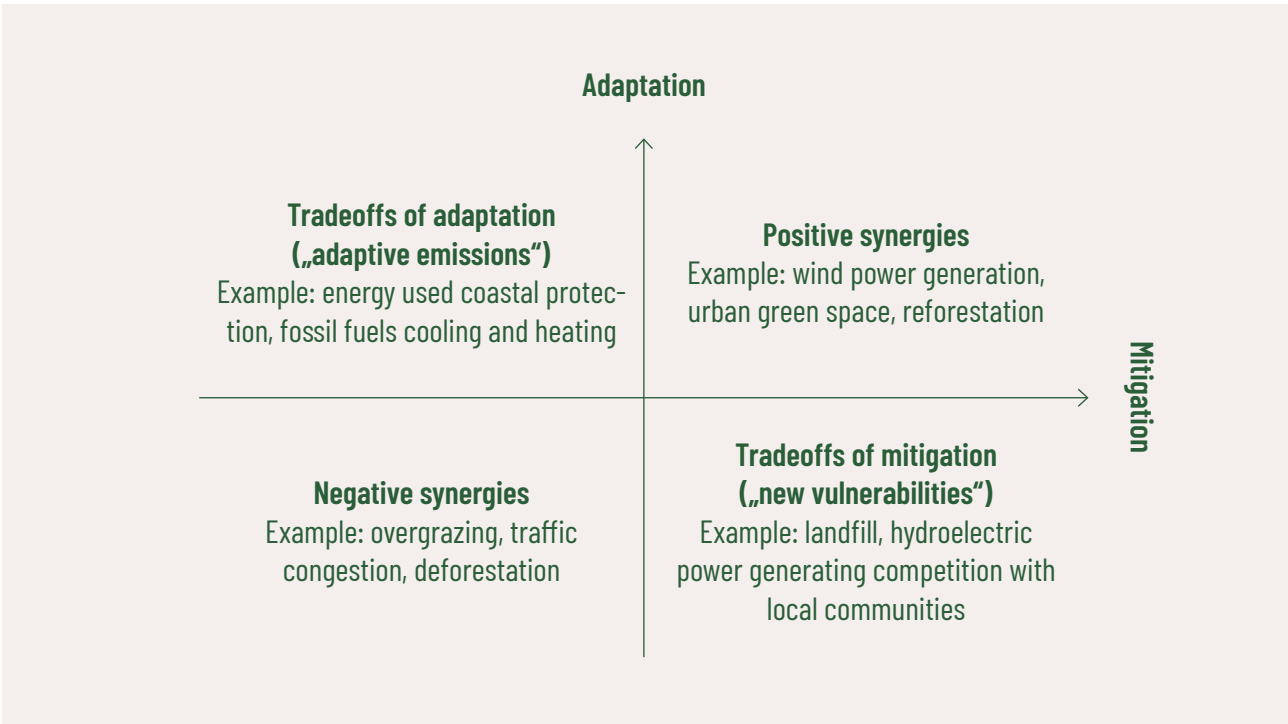 Adaptation
Tradeoffs of adaptation
(„adaptive emissions“)
Example: energy used coastal protec-
tion, fossil fuels cooling and heating
Positive synergies
Example: wind power generation,
urban green space, reforestation
Mitigation
Negative synergies
Example: overgrazing, traffic
congestion, deforestation
Tradeoffs of mitigation
(„new vulnerabilities“)
Example: landfill, hydroelectric
power generating competition with
local communities